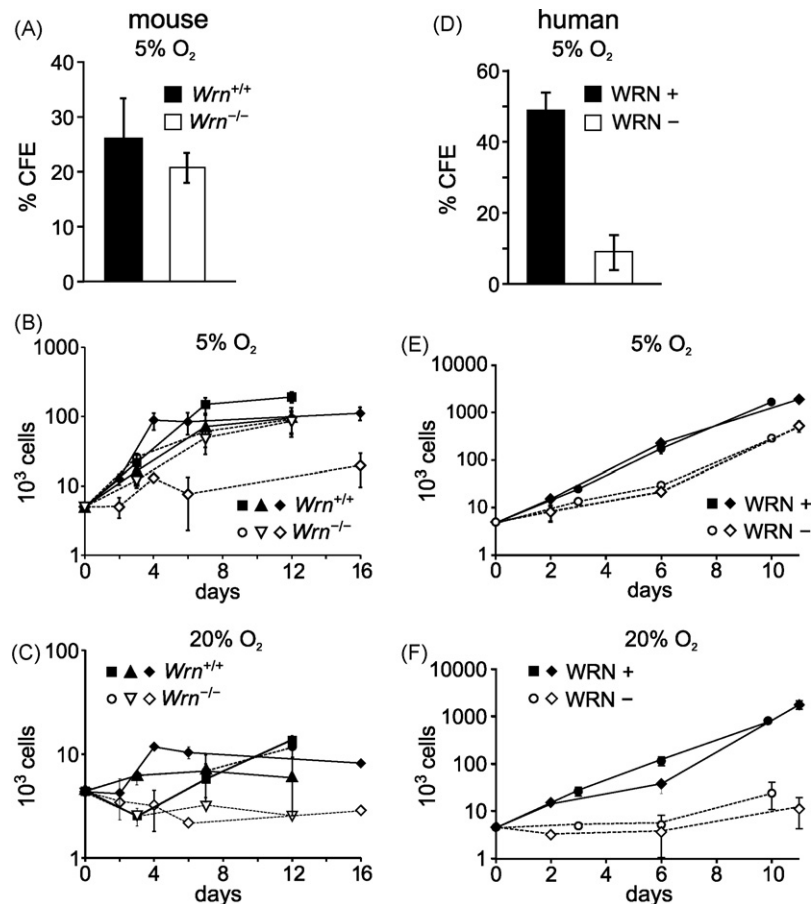 mouse
(A)
5% O₂
Wrn+/+
Wrn−/−
% CFE
40
30
20
10
0
human
(D)
5% O₂
WRN +
WRN −
% CFE
60
40
20
0
(B)
5% O₂
10³ cells
1000
100
10
1
0 4 8 12 16
days
Wrn+/+
Wrn−/−
(E)
5% O₂
10³ cells
10000
1000
100
10
1
0 2 4 6 8 10
days
WRN +
WRN −
(C)
20% O₂
10³ cells
100
10
1
0 4 8 12 16
days
Wrn+/+
Wrn−/−
(F)
20% O₂
10³ cells
10000
1000
100
10
1
0 2 4 6 8 10
days
WRN +
WRN −